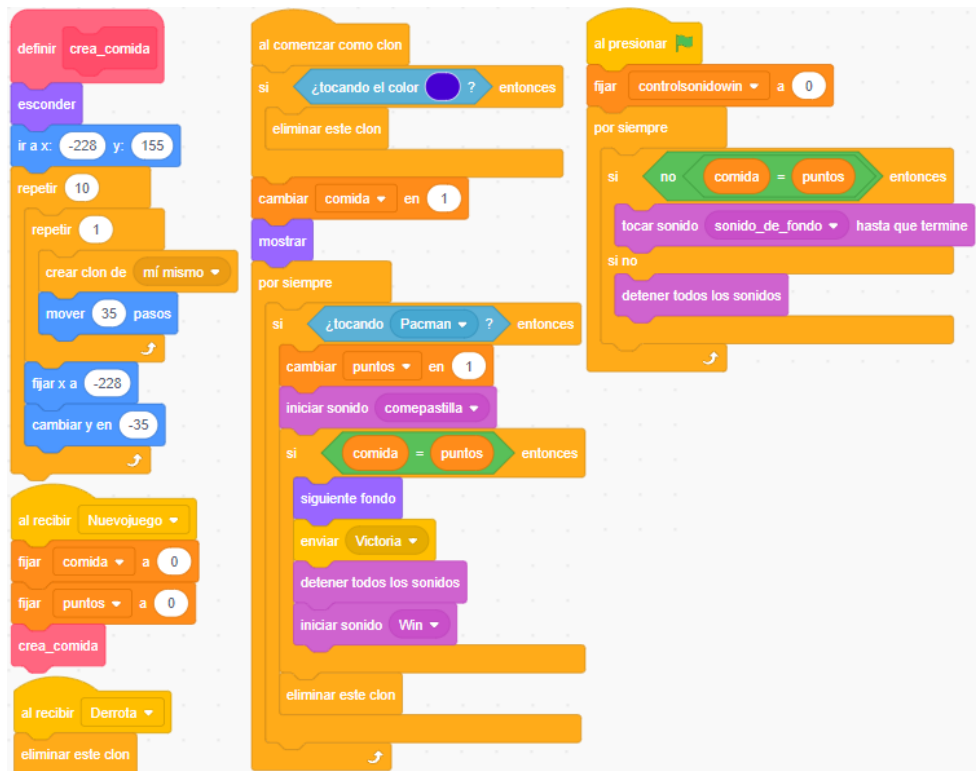 definir crea_comida
esconder
ir a x: -228 y: 155
repetir 10
repetir 1
crear clon de mí mismo
mover 35 pasos
fijar x a -228
cambiar y en -35
al recibir Nuevojuego
fijar comida a 0
fijar puntos a 0
crea_comida
al recibir Derrota
eliminar este clon
al comenzar como clon
si ¿tocando el color ? entonces
eliminar este clon
cambiar comida en 1
mostrar
por siempre
si ¿tocando Pacman ? entonces
cambiar puntos en 1
iniciar sonido comepastilla
si comida = puntos entonces
siguiente fondo
enviar Victoria
detener todos los sonidos
iniciar sonido Win
eliminar este clon
al presionar
fijar controlsonidowin a 0
por siempre
si no comida = puntos entonces
tocar sonido sonido_de_fondo hasta que termine
si no
detener todos los sonidos